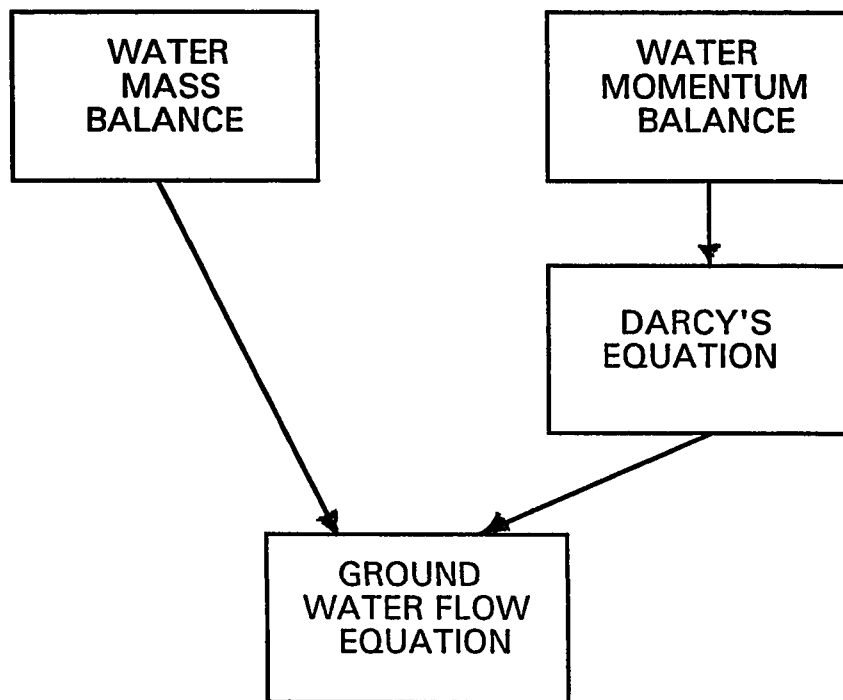 WATER
MASS
BALANCE
WATER
MOMENTUM
BALANCE
DARCY'S
EQUATION
GROUND
WATER FLOW
EQUATION